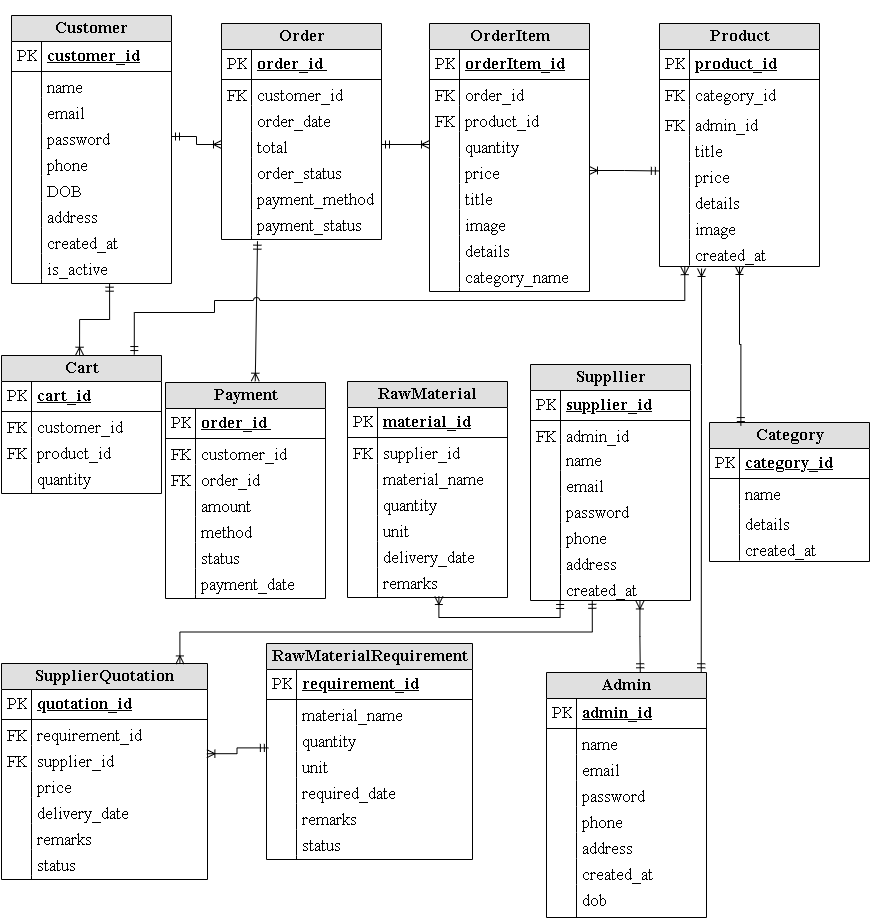 Customer
PK customer_id
name
email
password
phone
DOB
address
created_at
is_active
Order
PK order_id
FK customer_id
order_date
total
order_status
payment_method
payment_status
OrderItem
PK orderItem_id
FK order_id
FK product_id
quantity
price
title
image
details
category_name
Product
PK product_id
FK category_id
FK admin_id
title
price
details
image
created_at
Cart
PK cart_id
FK customer_id
FK product_id
quantity
Payment
PK order_id
FK customer_id
FK order_id
amount
method
status
payment_date
RawMaterial
PK material_id
FK supplier_id
material_name
quantity
unit
delivery_date
remarks
Suppllier
PK supplier_id
FK admin_id
name
email
password
phone
address
created_at
Category
PK category_id
name
details
created_at
SupplierQuotation
PK quotation_id
FK requirement_id
FK supplier_id
price
delivery_date
remarks
status
RawMaterialRequirement
PK requirement_id
material_name
quantity
unit
required_date
remarks
status
Admin
PK admin_id
name
email
password
phone
address
created_at
dob